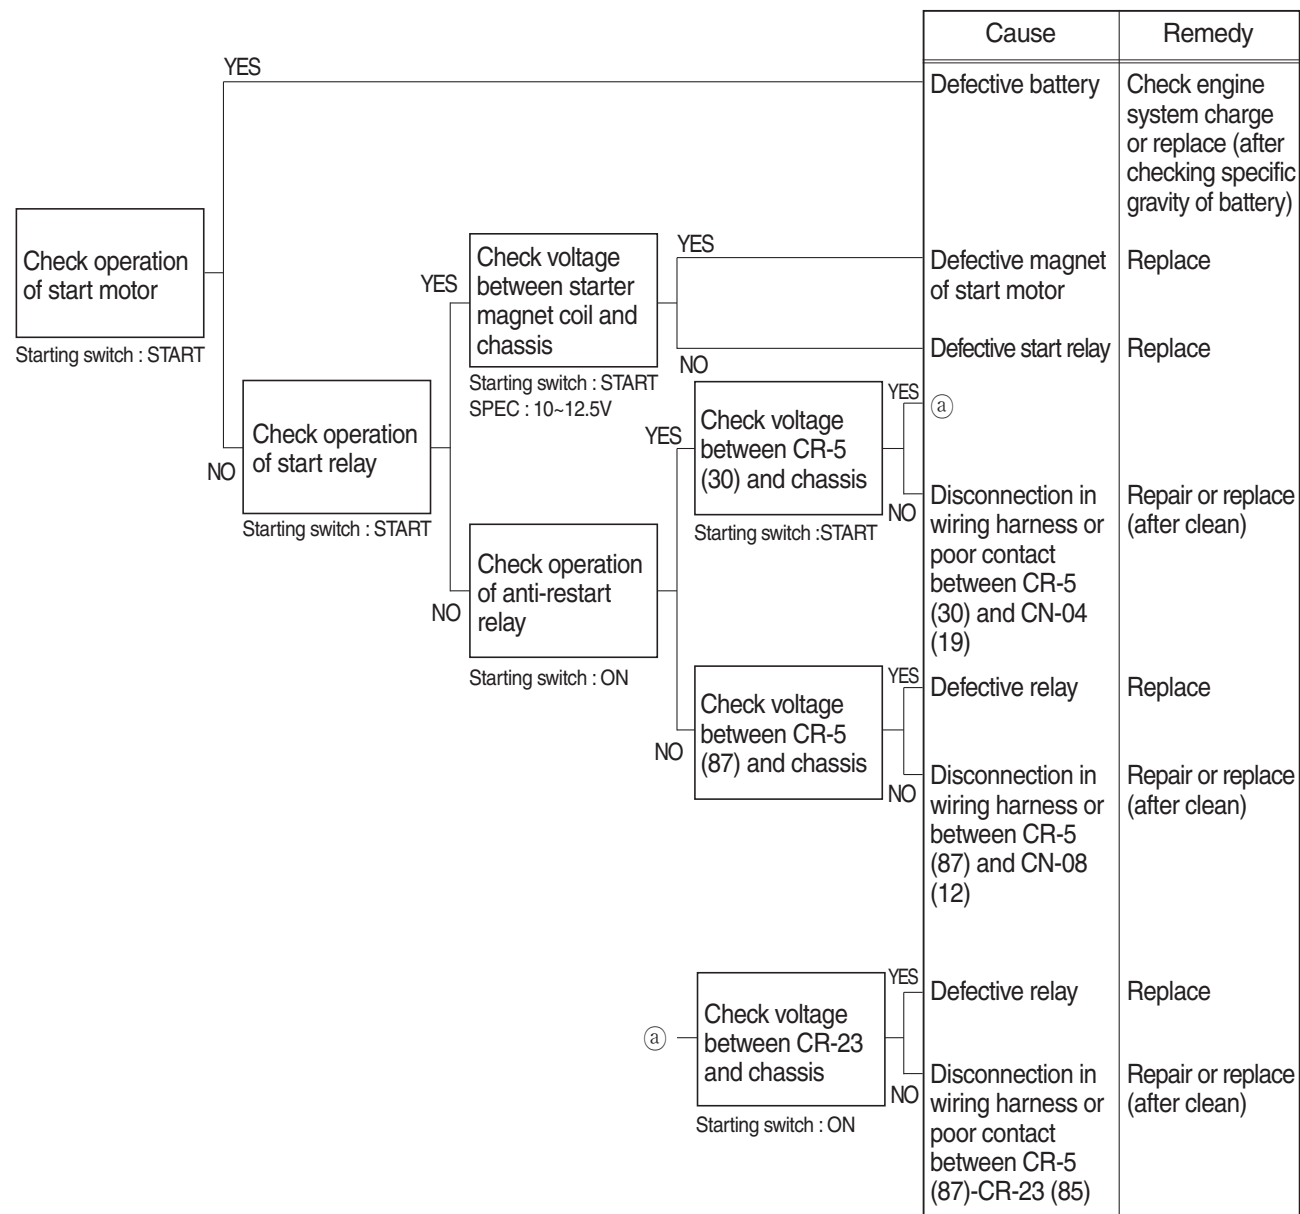 Cause
Remedy
YES
Defective battery
Check engine
system charge
or replace (after
checking specific
gravity of battery)
Check operation
of start motor
Starting switch : START
YES
Check voltage
between starter
magnet coil and
chassis
Starting switch : START
SPEC : 10~12.5V
YES
Defective magnet
of start motor
Replace
NO
Defective start relay
Replace
NO
Check operation
of start relay
Starting switch : START
YES
Check voltage
between CR-5
(30) and chassis
Starting switch :START
YES
ⓐ
NO
Disconnection in
wiring harness or
poor contact
between CR-5
(30) and CN-04
(19)
Repair or replace
(after clean)
NO
Check operation
of anti-restart
relay
Starting switch : ON
NO
Check voltage
between CR-5
(87) and chassis
YES
Defective relay
Replace
NO
Disconnection in
wiring harness or
between CR-5
(87) and CN-08
(12)
Repair or replace
(after clean)
ⓐ
Check voltage
between CR-23
and chassis
Starting switch : ON
YES
Defective relay
Replace
NO
Disconnection in
wiring harness or
poor contact
between CR-5
(87)-CR-23 (85)
Repair or replace
(after clean)